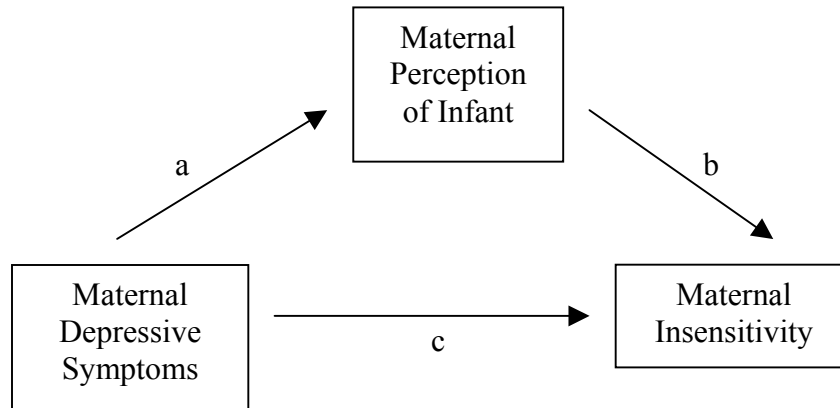 Maternal
Perception
of Infant
a
b
Maternal
Depressive
Symptoms
c
Maternal
Insensitivity